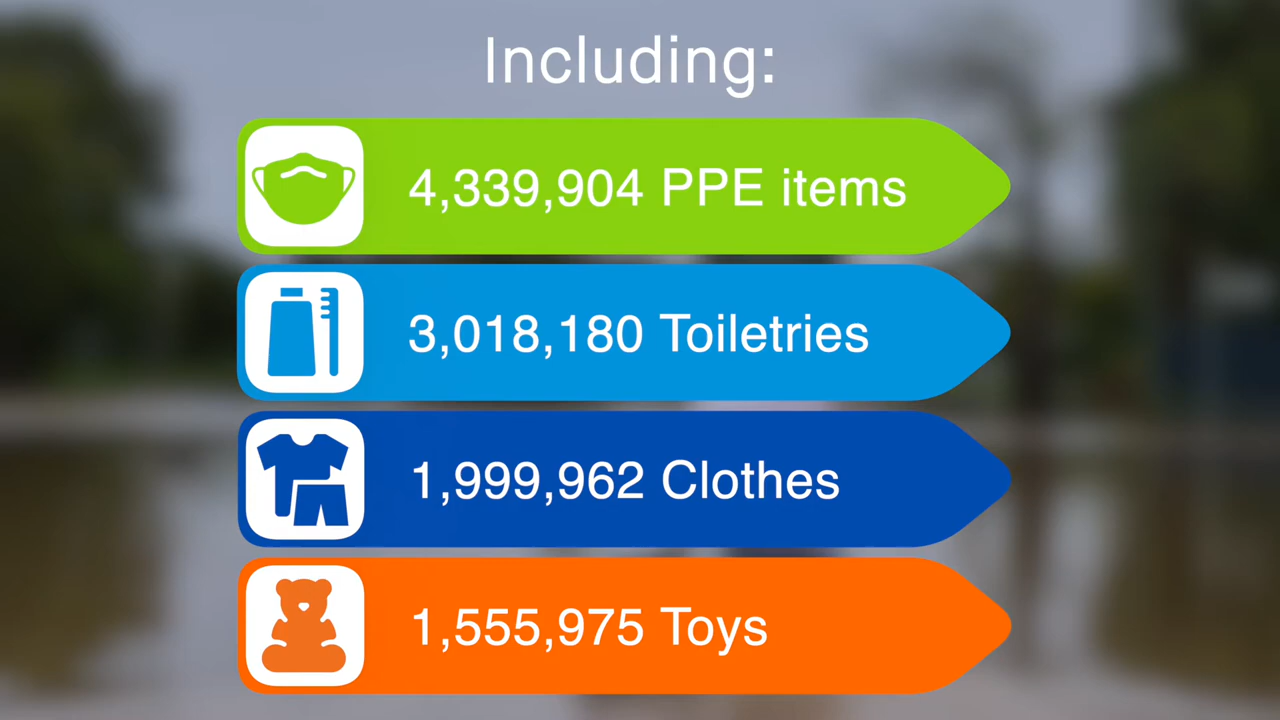 Including:
4,339,904 PPE items
3,018,180 Toiletries
1,999,962 Clothes
1,555,975 Toys